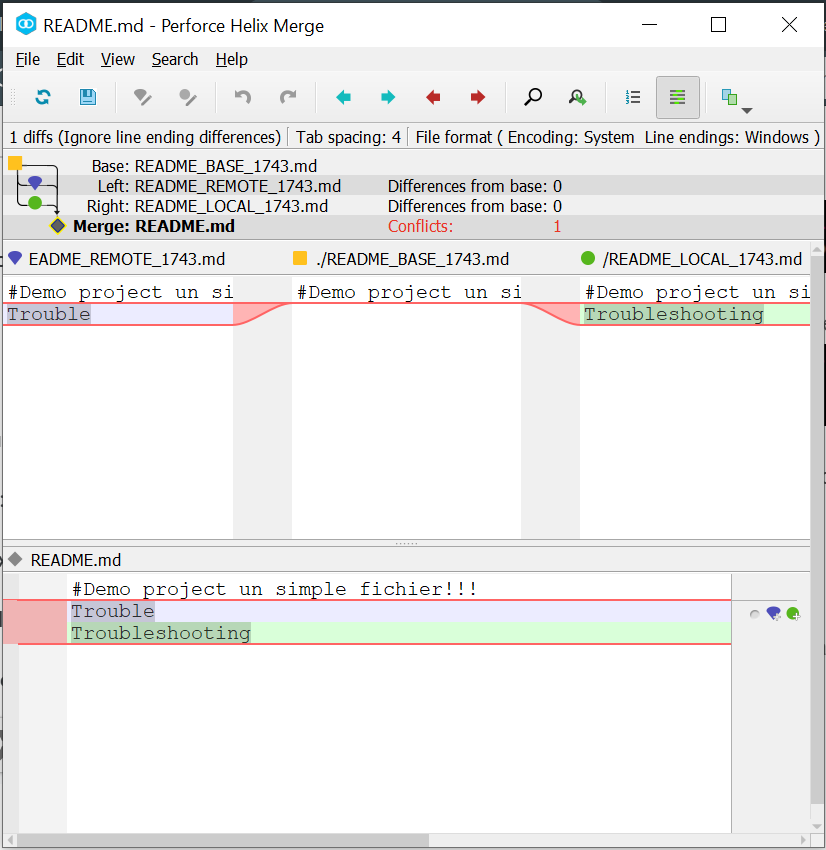 README.md - Perforce Helix Merge
File Edit View Search Help
1 diffs (Ignore line ending differences) Tab spacing: 4 File format ( Encoding: System Line endings: Windows )
Base: README_BASE_1743.md
Left: README_REMOTE_1743.md Differences from base: 0
Right: README_LOCAL_1743.md Differences from base: 0
Merge: README.md Conflicts: 1
EADME_REMOTE_1743.md ./README_BASE_1743.md /README_LOCAL_1743.md
#Demo project un si #Demo project un si #Demo project un si
Trouble Troubleshooting
README.md
#Demo project un simple fichier!!!
Trouble
Troubleshooting